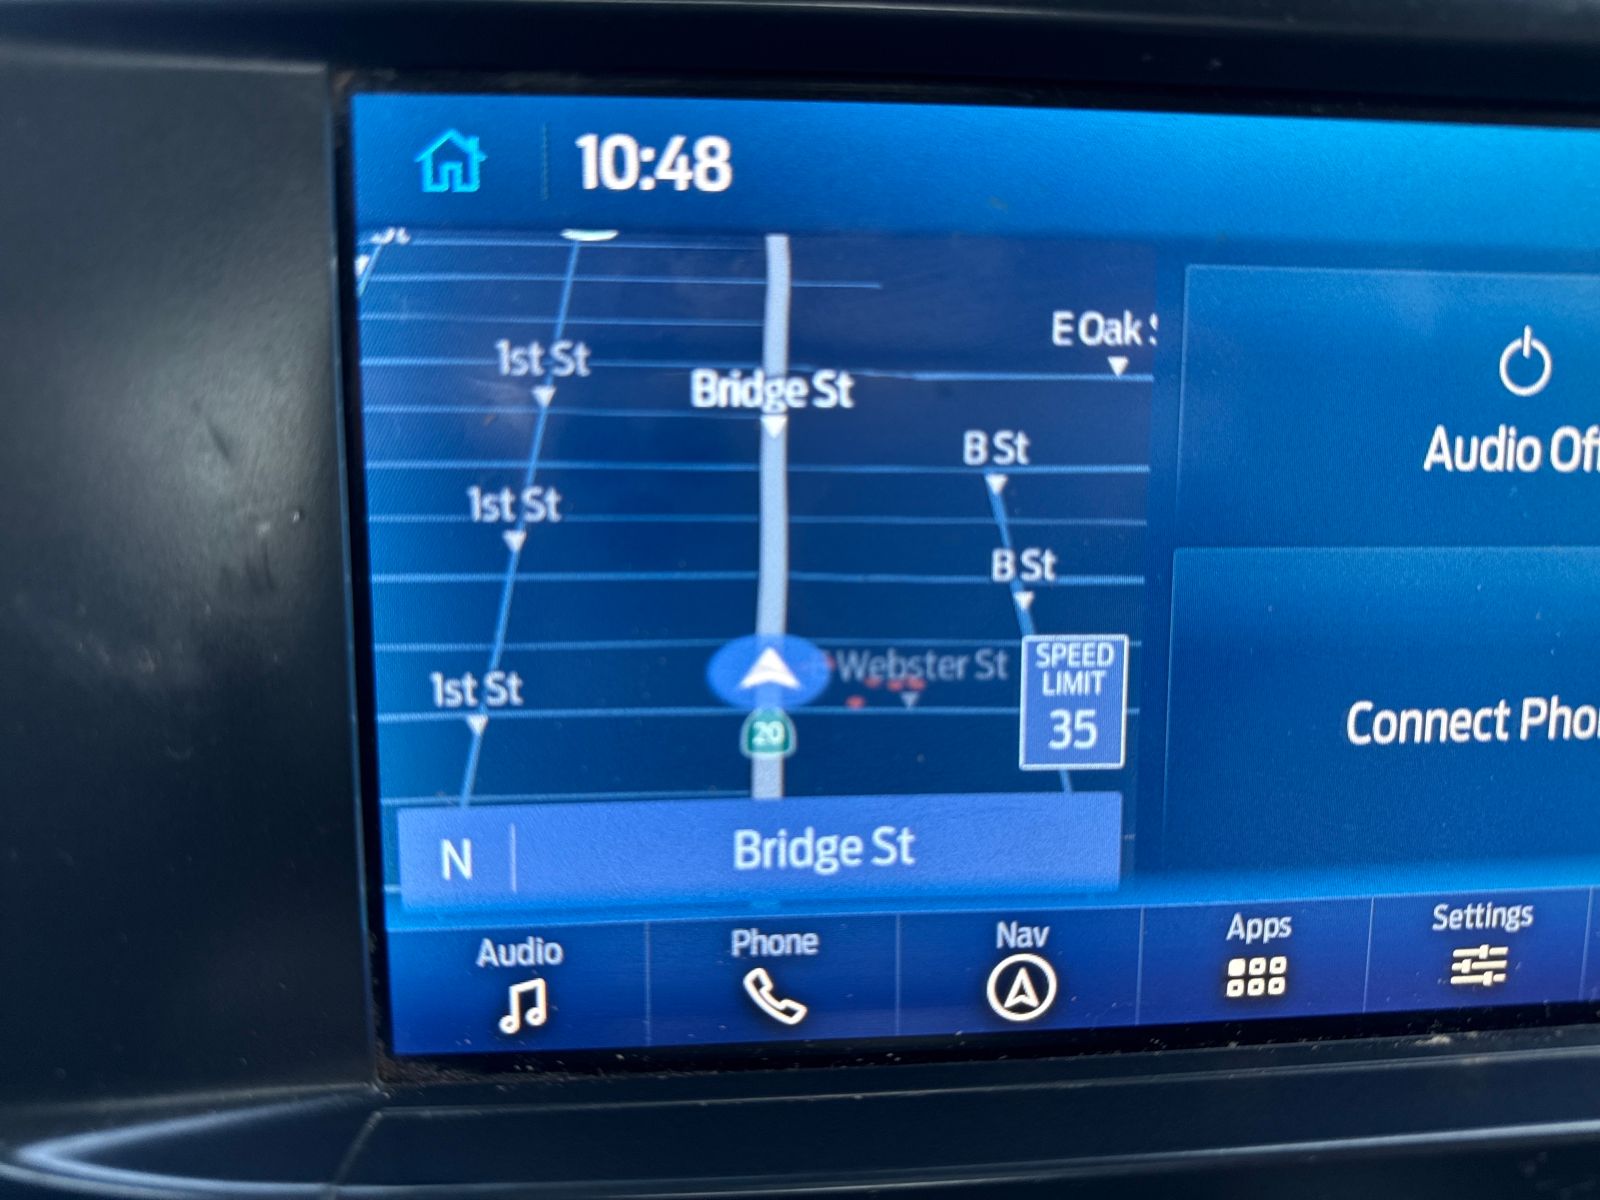 10:48
St
E Oak
1st St
Bridge St
B St
1st St
B St
Webster St
SPEED
LIMIT
35
1st St
20
N Bridge St
Audio Off
Connect
Audio Phone Nav Apps Settings